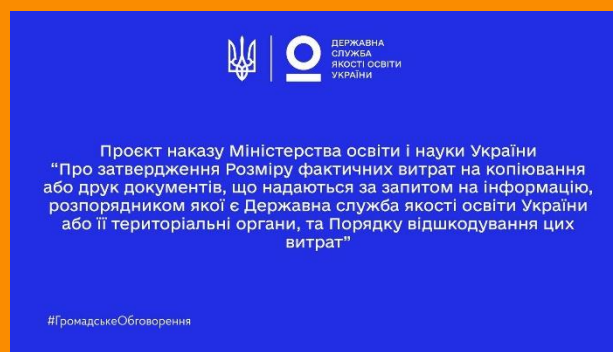 ДЕРЖАВНА
СЛУЖБА
ЯКОСТІ ОСВІТИ
УКРАЇНИ
Проєкт наказу Міністерства освіти і науки України
“Про затвердження Розміру фактичних витрат на копіювання
або друк документів, що надаються за запитом на інформацію,
розпорядником якої є Державна служба якості освіти України
або її територіальні органи, та Порядку відшкодування цих
витрат”
#ГромадськеОбговорення